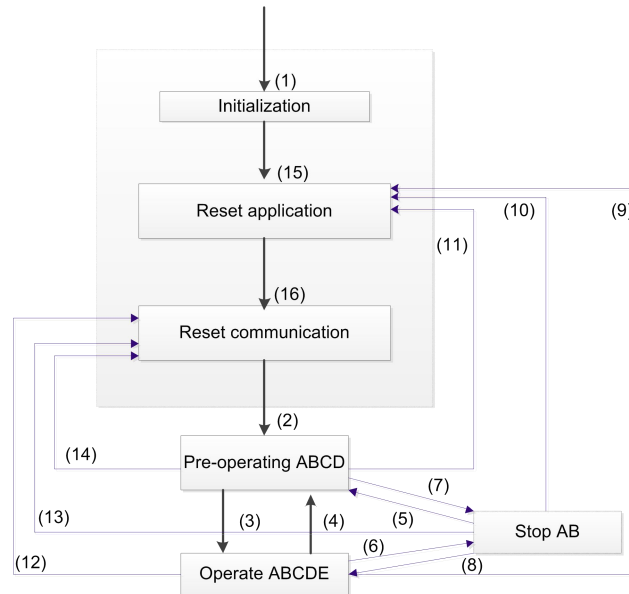 (1)
Initialization
(15)
Reset application
(10)
(9)
(11)
(16)
Reset communication
(2)
(14)
Pre-operating ABCD
(7)
(13)
(3)
(4)
(5)
Stop AB
(6)
(12)
Operate ABCDE
(8)